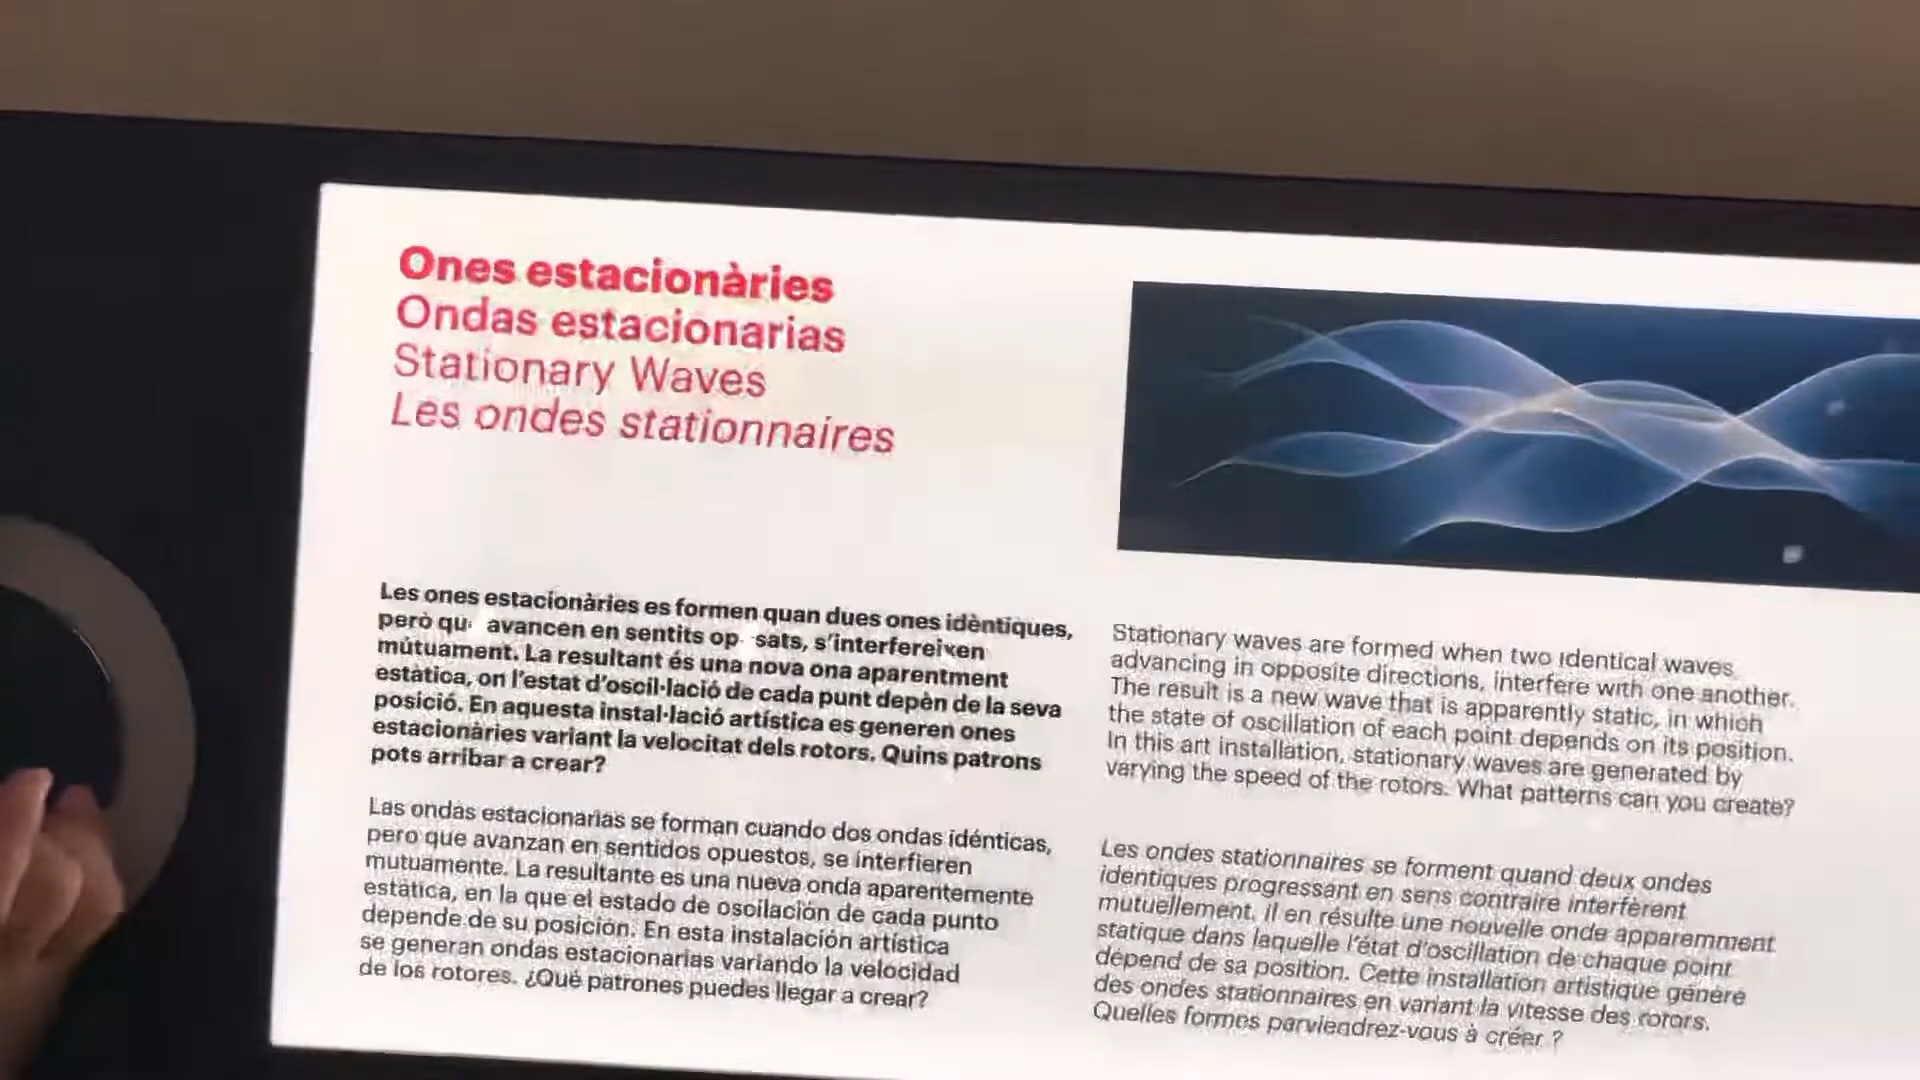 Ones estacionàries
Ondas estacionarias
Stationary Waves
Les ondes stationnaires
Les ones estacionàries es formen quan dues ones idèntiques,
però que avancen en sentits oposats, s'interfereixen
mútuament. La resultant és una nova ona aparentment
estàtica, on l'estat d'oscil·lació de cada punt depèn de la seva
posició. En aquesta instal·lació artística es generen ones
estacionàries variant la velocitat dels rotors. Quins patrons
pots arribar a crear?
Las ondas estacionarias se forman cuando dos ondas idénticas,
pero que avanzan en sentidos opuestos, se interfieren
mutuamente. La resultante es una nueva onda aparentemente
estática, en la que el estado de oscilación de cada punto
depende de su posición. En esta instalación artística
se generan ondas estacionarias variando la velocidad
de los rotores. ¿Qué patrones puedes llegar a crear?
Stationary waves are formed when two identical waves,
advancing in opposite directions, interfere with one another.
The result is a new wave that is apparently static, in which
the state of oscillation of each point depends on its position.
In this art installation, stationary waves are generated by
varying the speed of the rotors. What patterns can you create?
Les ondes stationnaires se forment quand deux ondes
identiques progressant en sens contraire interfèrent
mutuellement, il en résulte une nouvelle onde apparemment
statique dans laquelle l'état d'oscillation de chaque point
dépend de sa position. Cette installation artistique génère
des ondes stationnaires en variant la vitesse des rotors.
Quelles formes parviendrez-vous à créer ?